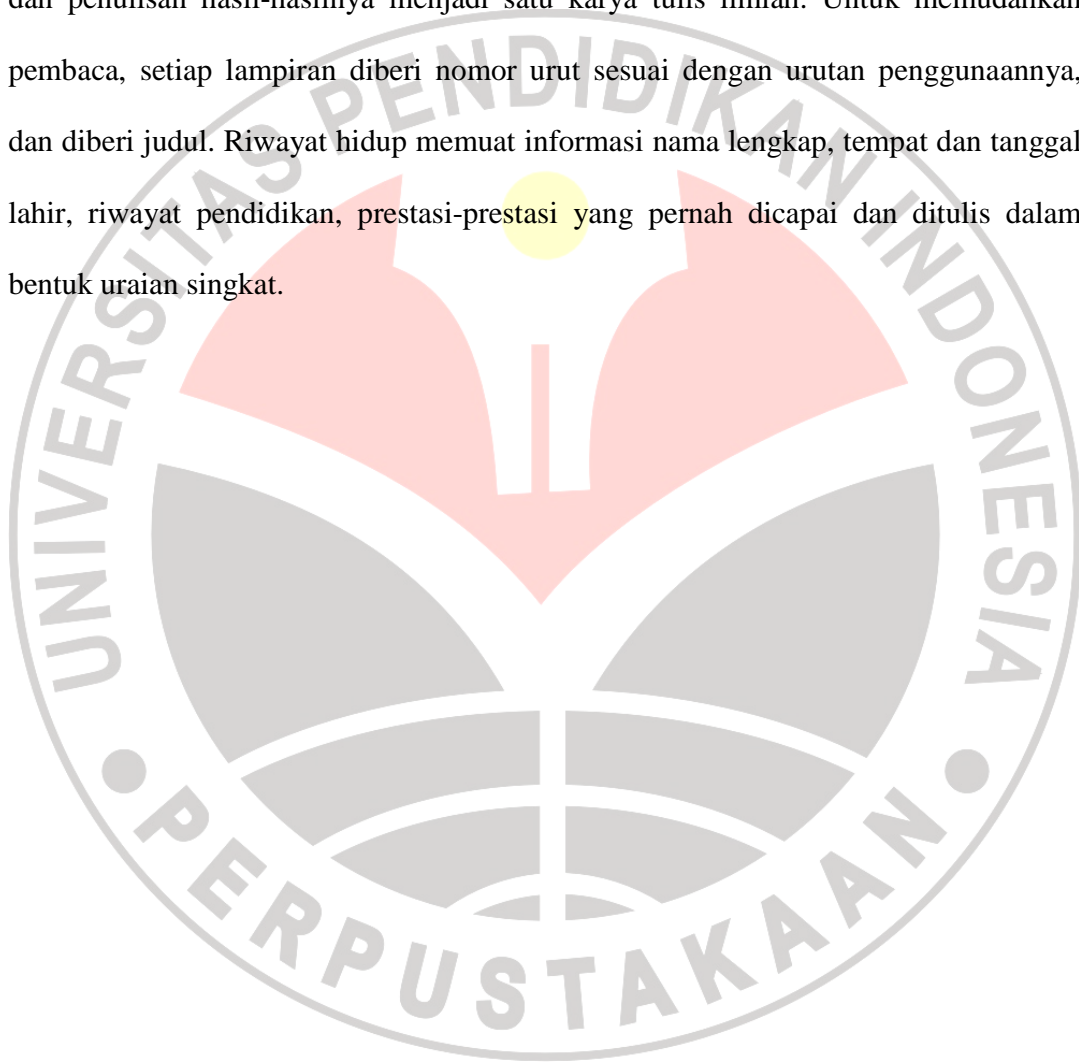 dan penulisan hasil-hasilnya menjadi satu karya tulis ilmiah. Untuk memudahkan
pembaca, setiap lampiran diberi nomor urut sesuai dengan urutan penggunaannya,
dan diberi judul. Riwayat hidup memuat informasi nama lengkap, tempat dan tanggal
lahir, riwayat pendidikan, prestasi-prestasi yang pernah dicapai dan ditulis dalam
bentuk uraian singkat.
UNIVERSITAS PENDIDIKAN INDONESIA
PERPUSTAKAAN